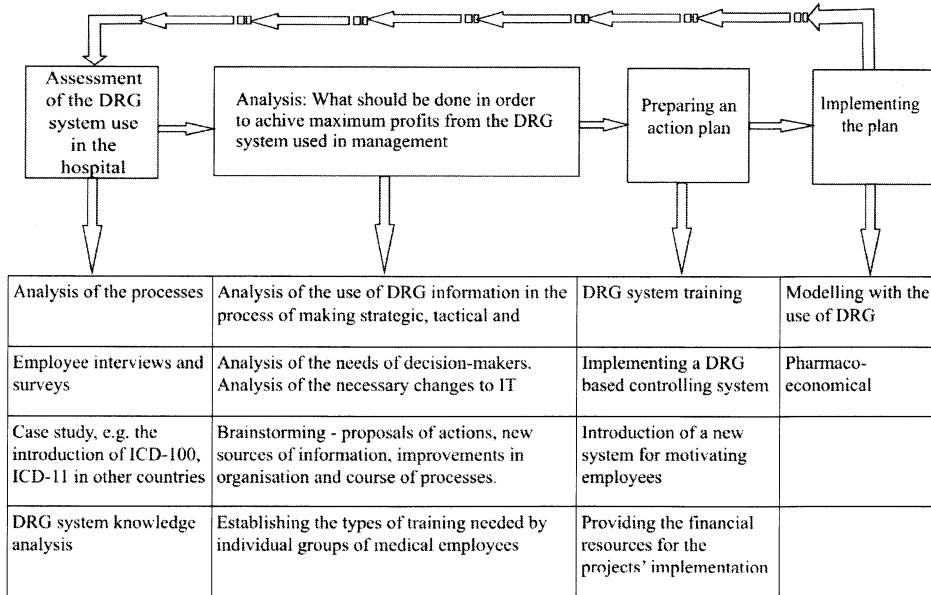 Assessment
of the DRG
system use
in the
hospital
Analysis: What should be done in order
to achive maximum profits from the DRG
system used in management
Preparing an
action plan
Implementing
the plan
Analysis of the processes
Analysis of the use of DRG information in the
process of making strategic, tactical and
DRG system training
Modelling with the
use of DRG
Employee interviews and
surveys
Analysis of the needs of decision-makers.
Analysis of the necessary changes to IT
Implementing a DRG
based controlling system
Pharmaco-
economical
Case study, e.g. the
introduction of ICD-100,
ICD-11 in other countries
Brainstorming - proposals of actions, new
sources of information, improvements in
organisation and course of processes.
Introduction of a new
system for motivating
employees
DRG system knowledge
analysis
Establishing the types of training needed by
individual groups of medical employees
Providing the financial
resources for the
projects' implementation